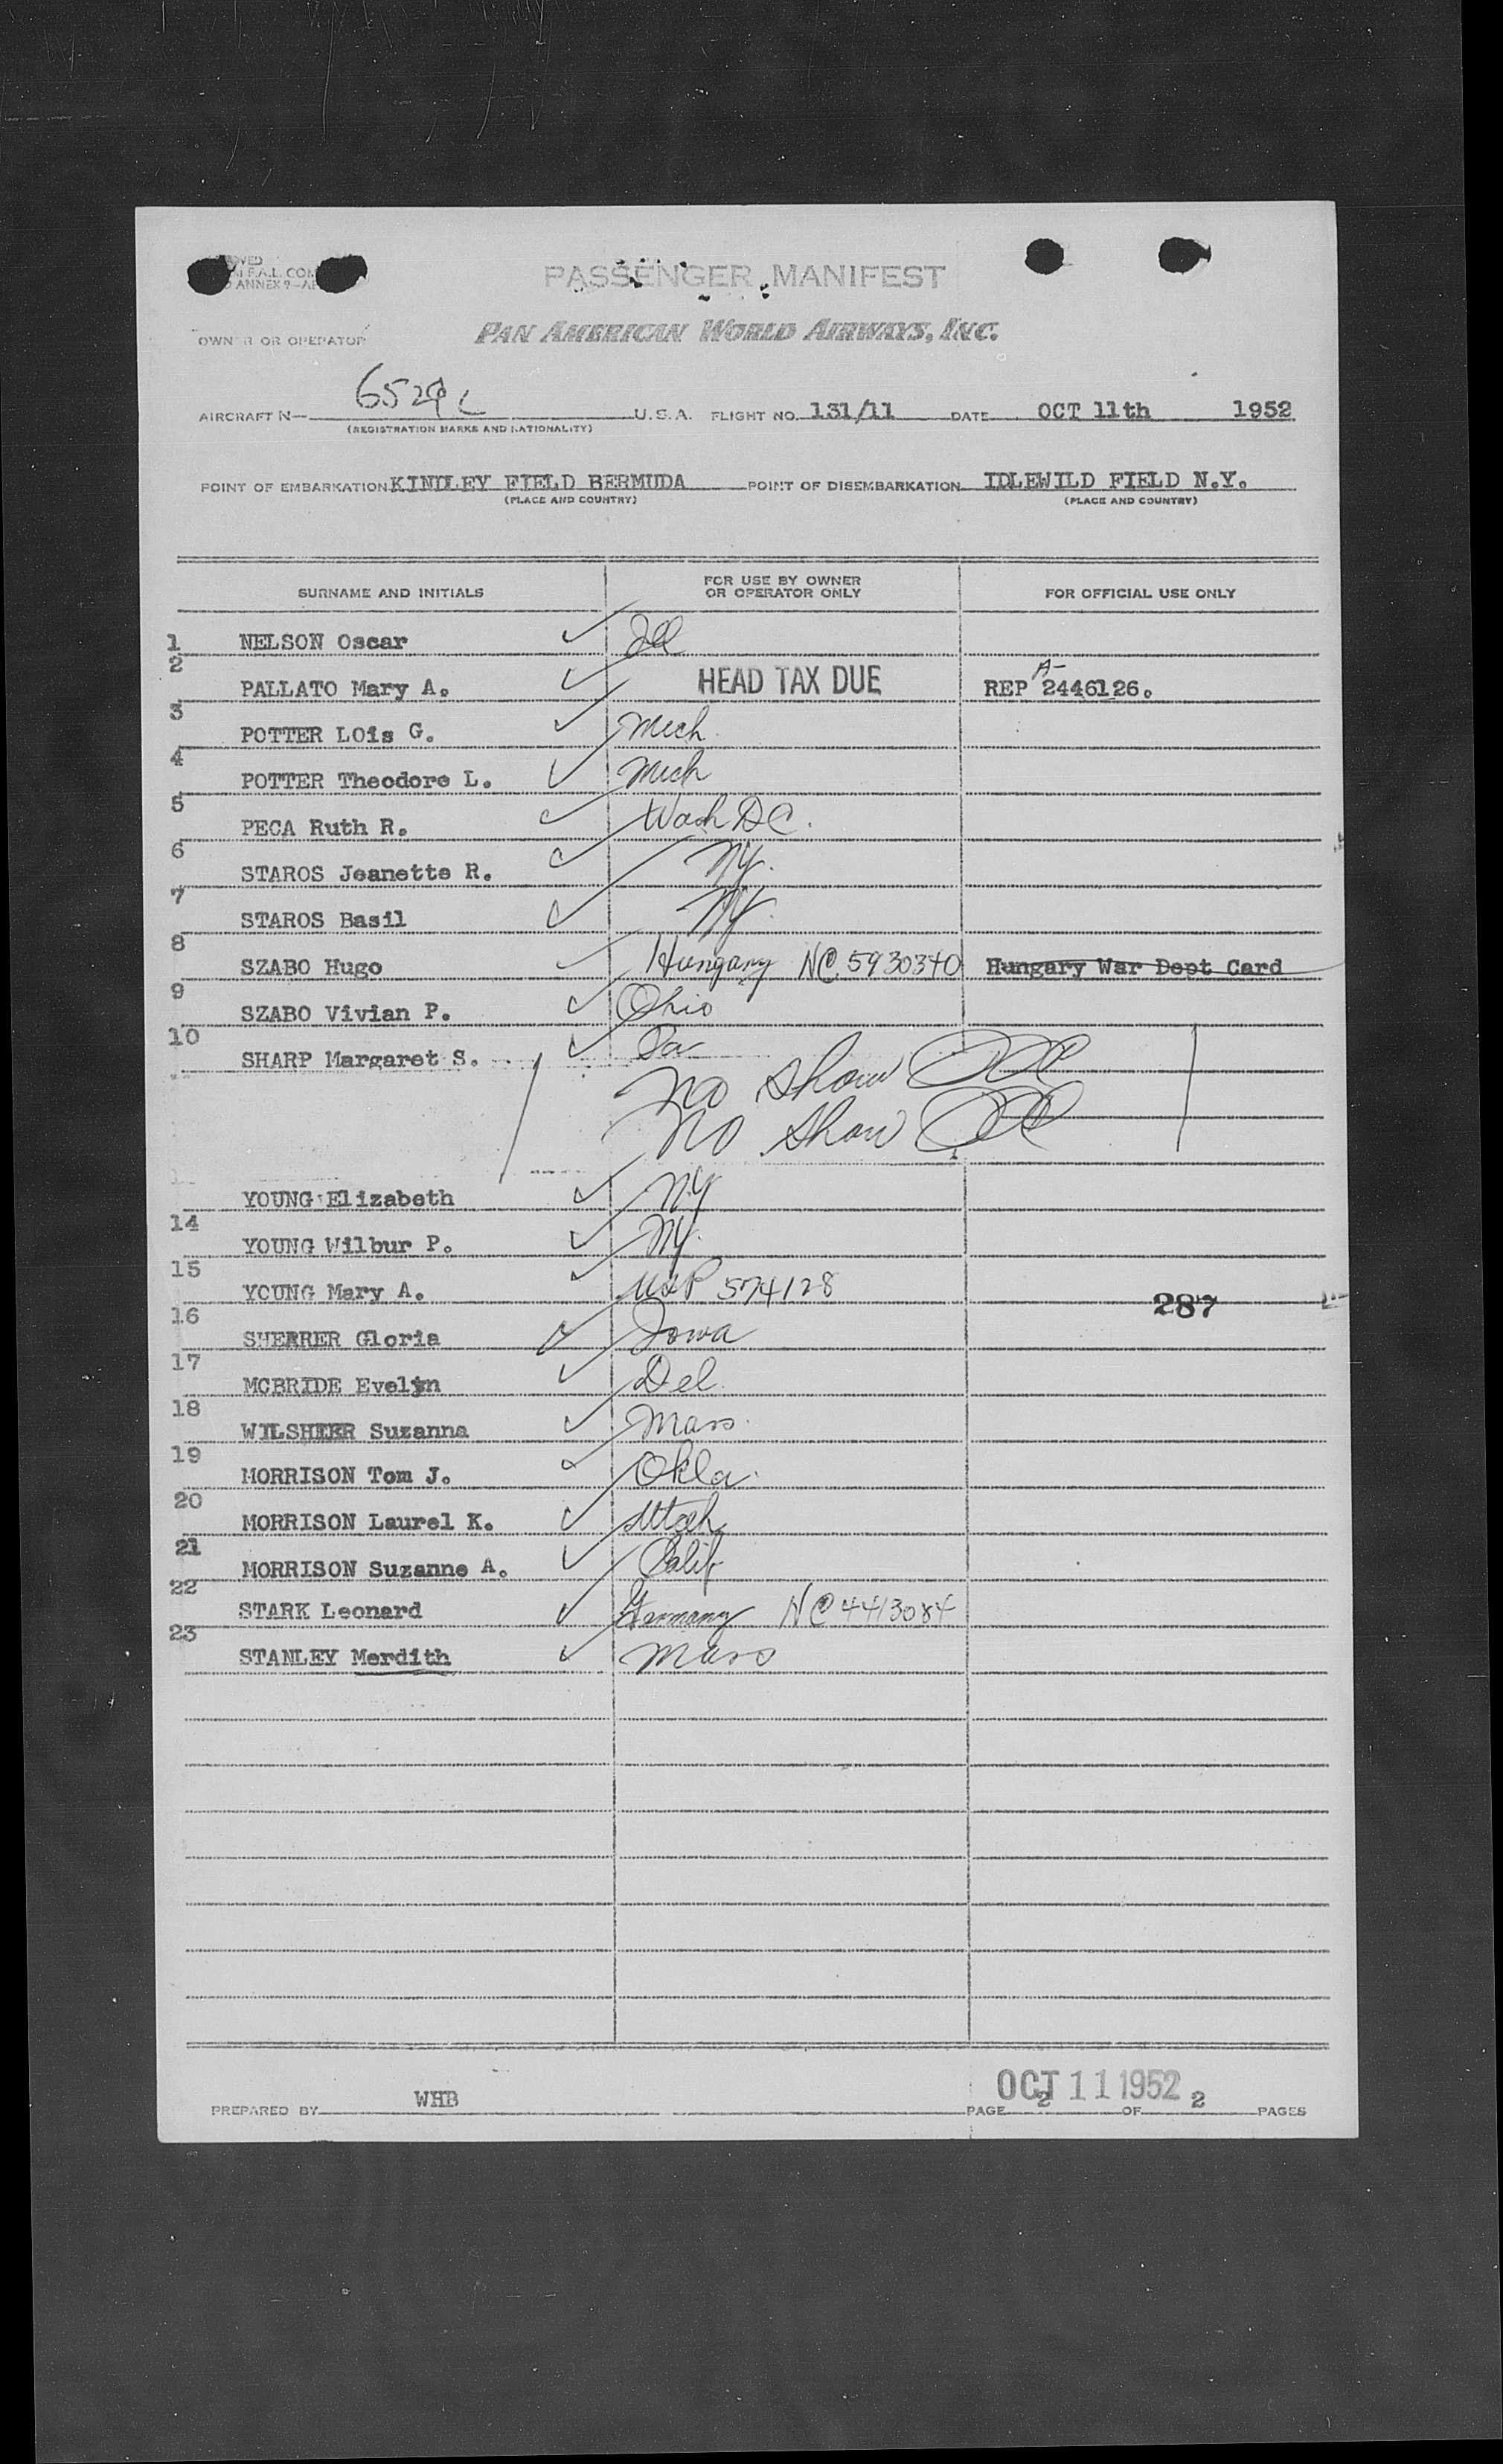 PASSENGER MANIFEST
PAN AMERICAN WORLD AIRWAYS, INC.
AIRCRAFT N— U.S.A. FLIGHT NO. 131/11 DATE OCT 11th 1952
(REGISTRATION MARKS AND NATIONALITY)
POINT OF EMBARKATION KINDLEY FIELD BERMUDA POINT OF DISEMBARKATION IDLEWILD FIELD N.Y.
(PLACE AND COUNTRY) (PLACE AND COUNTRY)
SURNAME AND INITIALS FOR USE BY OWNER OR OPERATOR ONLY FOR OFFICIAL USE ONLY
1 NELSON Oscar Ill
2 PALLATO Mary A. HEAD TAX DUE REP A-2446126.
3 POTTER LOis G. Mich.
4 POTTER Theodore L. Mich
5 PECA Ruth R. Wash DC.
6 STAROS Jeanette R. NY.
7 STAROS Basil NY.
8 SZABO Hugo Hungary NC 5930340 Hungary War Dept Card
9 SZABO Vivian P. Ohio
10 SHARP Margaret S. Pa
No Show
No Show
YOUNG Elizabeth NY
14 YOUNG Wilbur P. NY.
15 YOUNG Mary A. USP 574128
287
16 SHEARER Gloria Iowa
17 MCBRIDE Evelyn Del
18 WILSHEER Suzanna Mass.
19 MORRISON Tom J. Okla.
20 MORRISON Laurel K. Utah
21 MORRISON Suzanne A. Calif
22 STARK Leonard Germany NC 4413084
23 STANLEY Merdith Mass
OCT 11 1952
PREPARED BY WHB PAGE 2 OF 2 PAGES